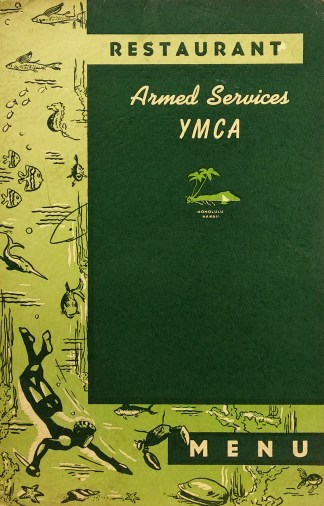 RESTAURANT
Armed Services
YMCA
HONOLULU
HAWAII
MENU